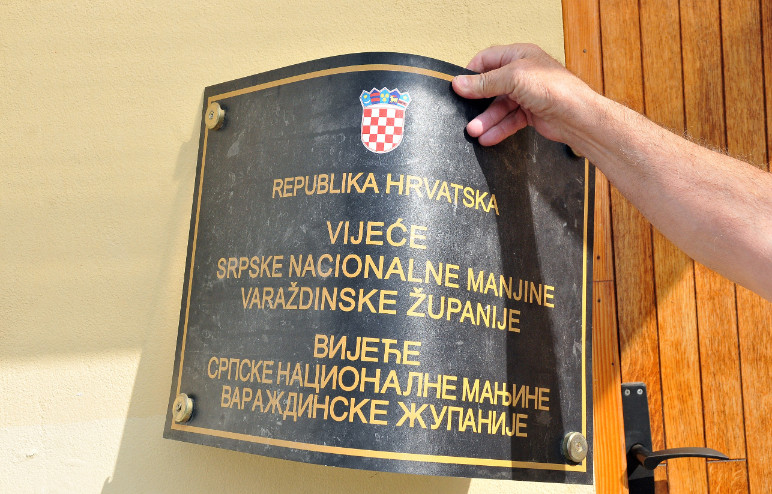 REPUBLIKA HRVATSKA
VIJEĆE
SRPSKE NACIONALNE MANJINE
VARAŽDINSKE ŽUPANIJE
ВИЈЕЋЕ
СРПСКЕ НАЦИОНАЛНЕ МАЊИНЕ
ВАРАЖДИНСКЕ ЖУПАНИЈЕ